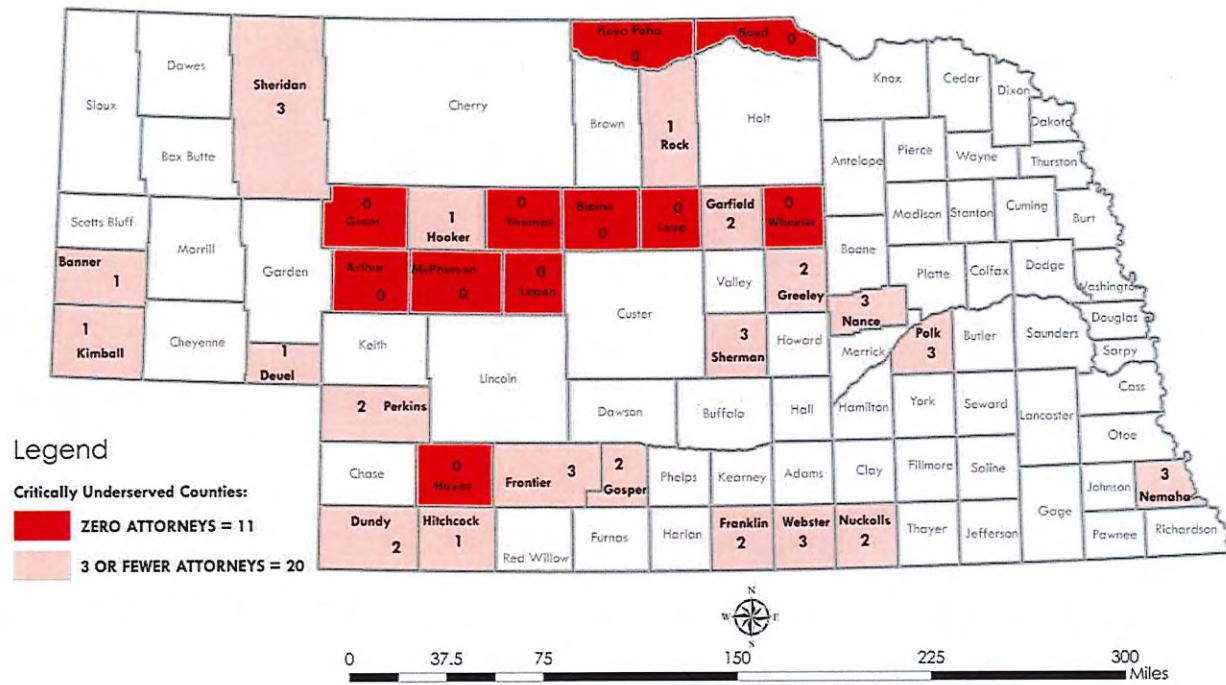 Keya Paha
0
Boyd 0
Dawes
Sheridan
3
Sioux
Cherry
Brown
1
Rock
Holt
Knox
Cedar
Dixon
Dakota
Box Butte
Antelope
Pierce
Wayne
Thurston
0
Grant
1
Hooker
0
Thomas
Blaine
0
0
Loup
Garfield
2
0
Wheeler
Scotts Bluff
Morrill
Garden
Madison
Stanton
Cuming
Burt
Boone
Banner
1
Arthur
0
McPherson
0
0
Logan
Custer
Valley
2
Greeley
Platte
Colfax
Dodge
Washington
1
Kimball
Cheyenne
1
Deuel
Keith
Lincoln
3
Sherman
Howard
3
Nance
Merrick
Polk
3
Butler
Saunders
Douglas
Sarpy
2 Perkins
Dawson
Buffalo
Hall
Hamilton
York
Seward
Lancaster
Cass
Otoe
Chase
0
Hayes
Frontier 3
2
Gosper
Phelps
Kearney
Adams
Clay
Fillmore
Saline
Gage
Johnson
3
Nemaha
Dundy
2
Hitchcock
1
Red Willow
Furnas
Harlan
Franklin
2
Webster
3
Nuckolls
2
Thayer
Jefferson
Pawnee
Richardson
Legend
Critically Underserved Counties:
ZERO ATTORNEYS = 11
3 OR FEWER ATTORNEYS = 20
N
W E
S
0 37.5 75 150 225 300
Miles